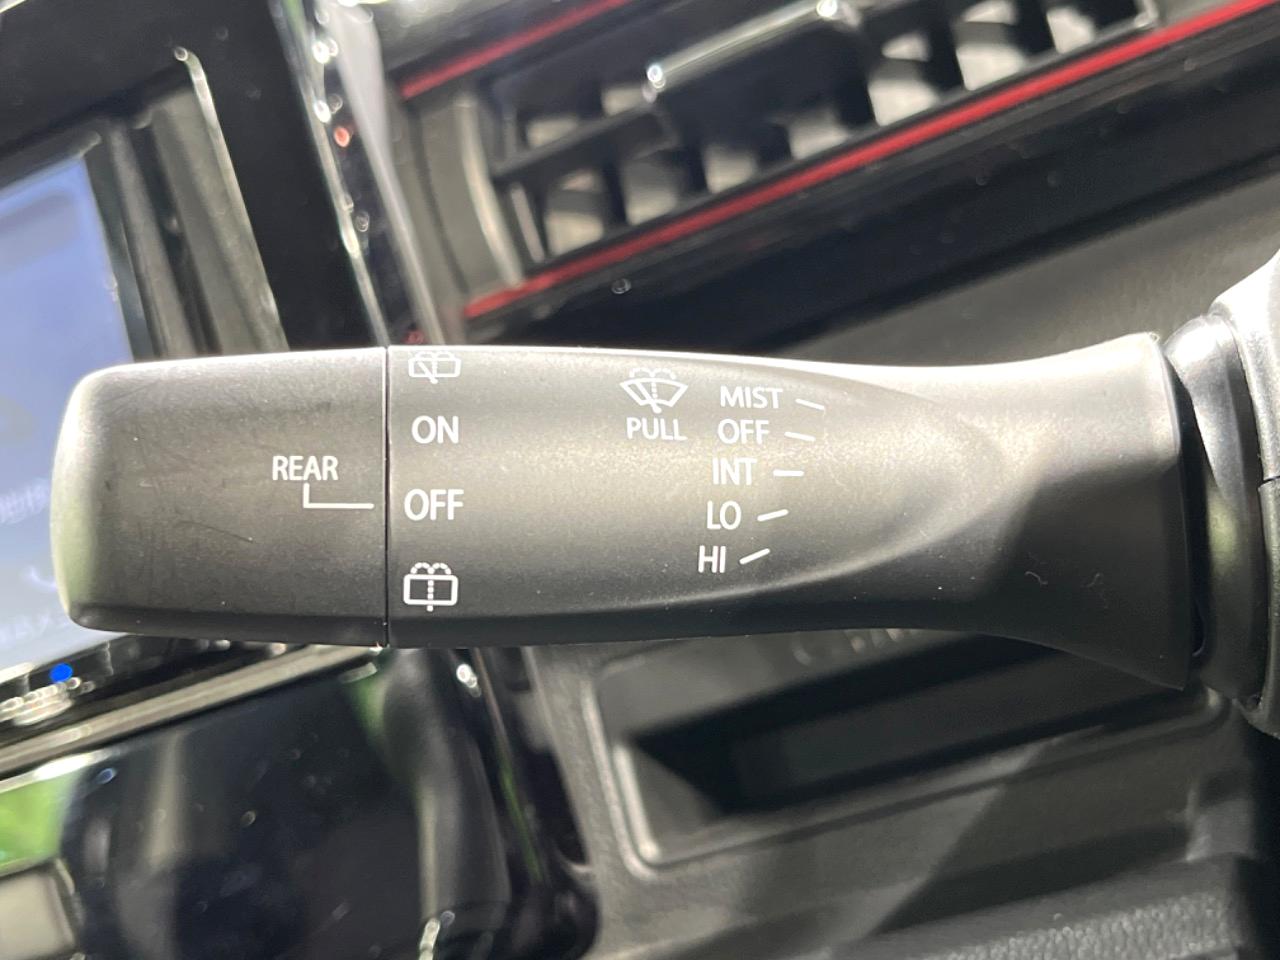 ON
REAR
OFF
PULL
MIST
OFF
INT
LO
HI